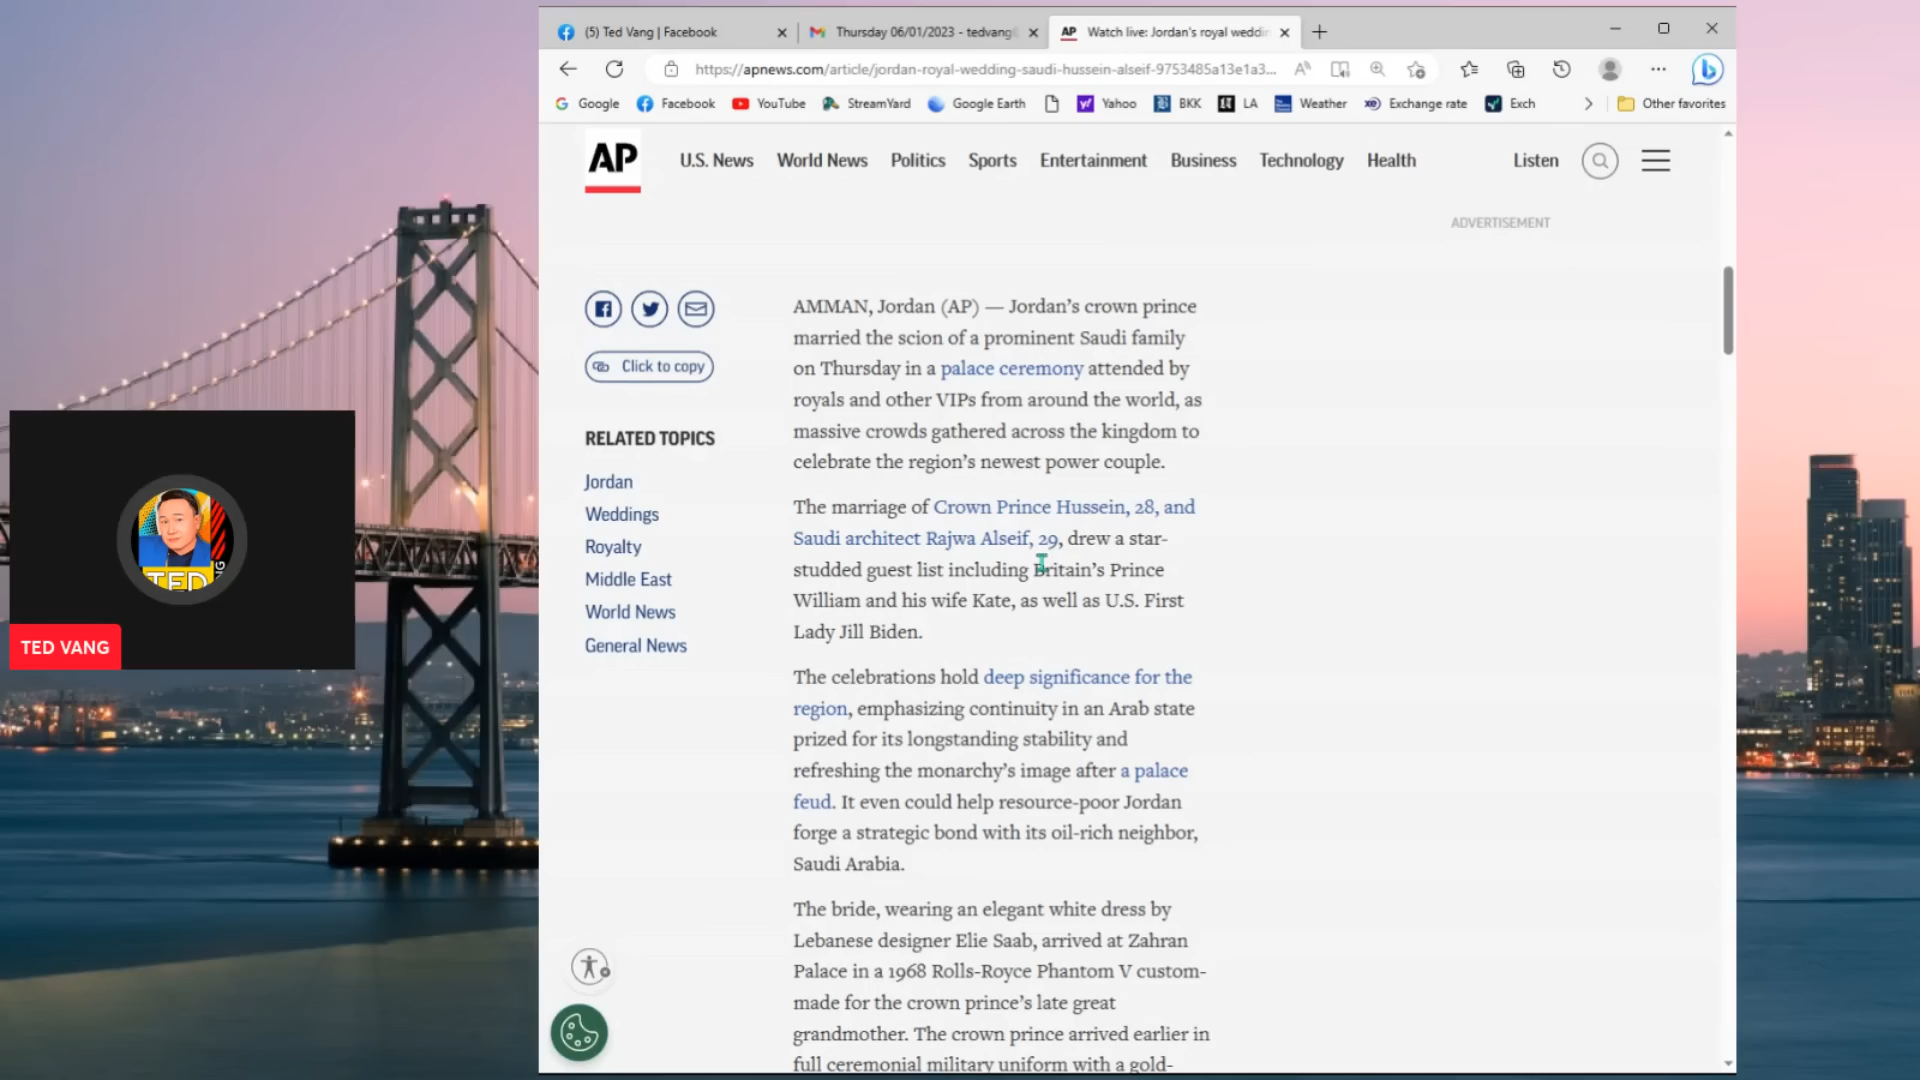 (5) Ted Vang | Facebook
Thursday 06/01/2023 - tedvang
AP Watch live: Jordan's royal weddi
https://apnews.com/article/jordan-royal-wedding-saudi-hussein-alseif-9753485a13e1a3...
Google
Facebook
YouTube
StreamYard
Google Earth
Yahoo
BKK
LA
Weather
Exchange rate
Exch
Other favorites
AP
U.S. News
World News
Politics
Sports
Entertainment
Business
Technology
Health
Listen
ADVERTISEMENT
Click to copy
RELATED TOPICS
Jordan
Weddings
Royalty
Middle East
World News
General News
AMMAN, Jordan (AP) — Jordan's crown prince
married the scion of a prominent Saudi family
on Thursday in a palace ceremony attended by
royals and other VIPs from around the world, as
massive crowds gathered across the kingdom to
celebrate the region's newest power couple.
The marriage of Crown Prince Hussein, 28, and
Saudi architect Rajwa Alseif, 29, drew a star-
studded guest list including Britain's Prince
William and his wife Kate, as well as U.S. First
Lady Jill Biden.
The celebrations hold deep significance for the
region, emphasizing continuity in an Arab state
prized for its longstanding stability and
refreshing the monarchy's image after a palace
feud. It even could help resource-poor Jordan
forge a strategic bond with its oil-rich neighbor,
Saudi Arabia.
The bride, wearing an elegant white dress by
Lebanese designer Elie Saab, arrived at Zahran
Palace in a 1968 Rolls-Royce Phantom V custom-
made for the crown prince's late great
grandmother. The crown prince arrived earlier in
full ceremonial military uniform with a gold-
TED
TED VANG